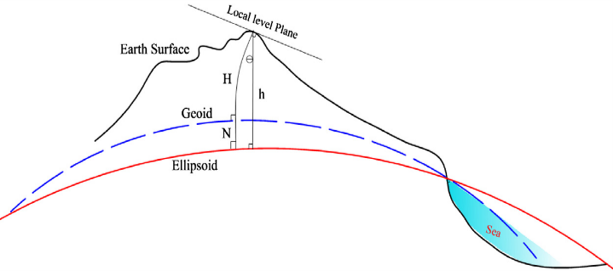 Local level Plane
Earth Surface
Θ
H
h
Geoid
N
Ellipsoid
Sea